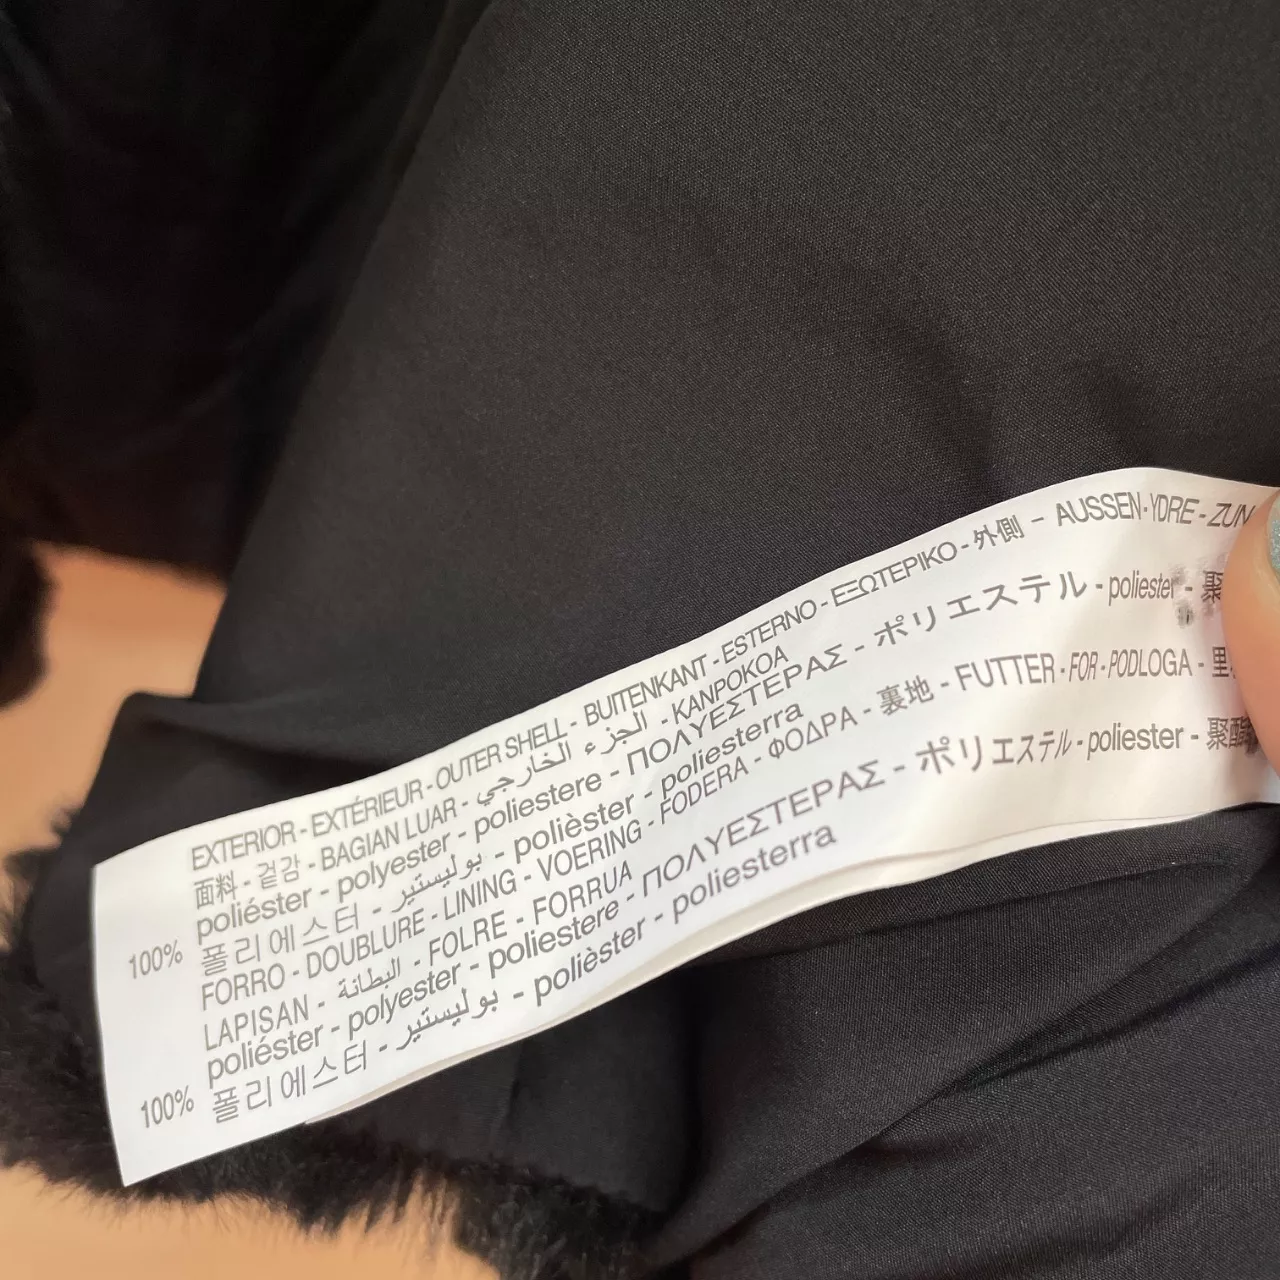 EXTERIOR - EXTÉRIEUR - OUTER SHELL - BUITENKANT - ESTERNO - ΕΞΩΤΕΡΙΚΟ - 外側 - AUSSEN - YDRE - ZUN
面料 - 겉감 - BAGIAN LUAR - الجزء الخارجي - KANPOKOA
100% poliéster - polyester - poliestere - ΠΟΛΥΕΣΤΕΡΑΣ - ポリエステル - poliester - 聚
폴리에스터 - بوليستير - polièster - poliesterra
FORRO - DOUBLURE - LINING - VOERING - FODERA - ΦΟΔΡΑ - 裏地 - FUTTER - FOR - PODLOGA - 里
LAPISAN - البطانة - FOLRE - FORRUA
100% poliéster - polyester - poliestere - ΠΟΛΥΕΣΤΕΡΑΣ - ポリエステル - poliester - 聚酯
폴리에스터 - بوليستير - polièster - poliesterra